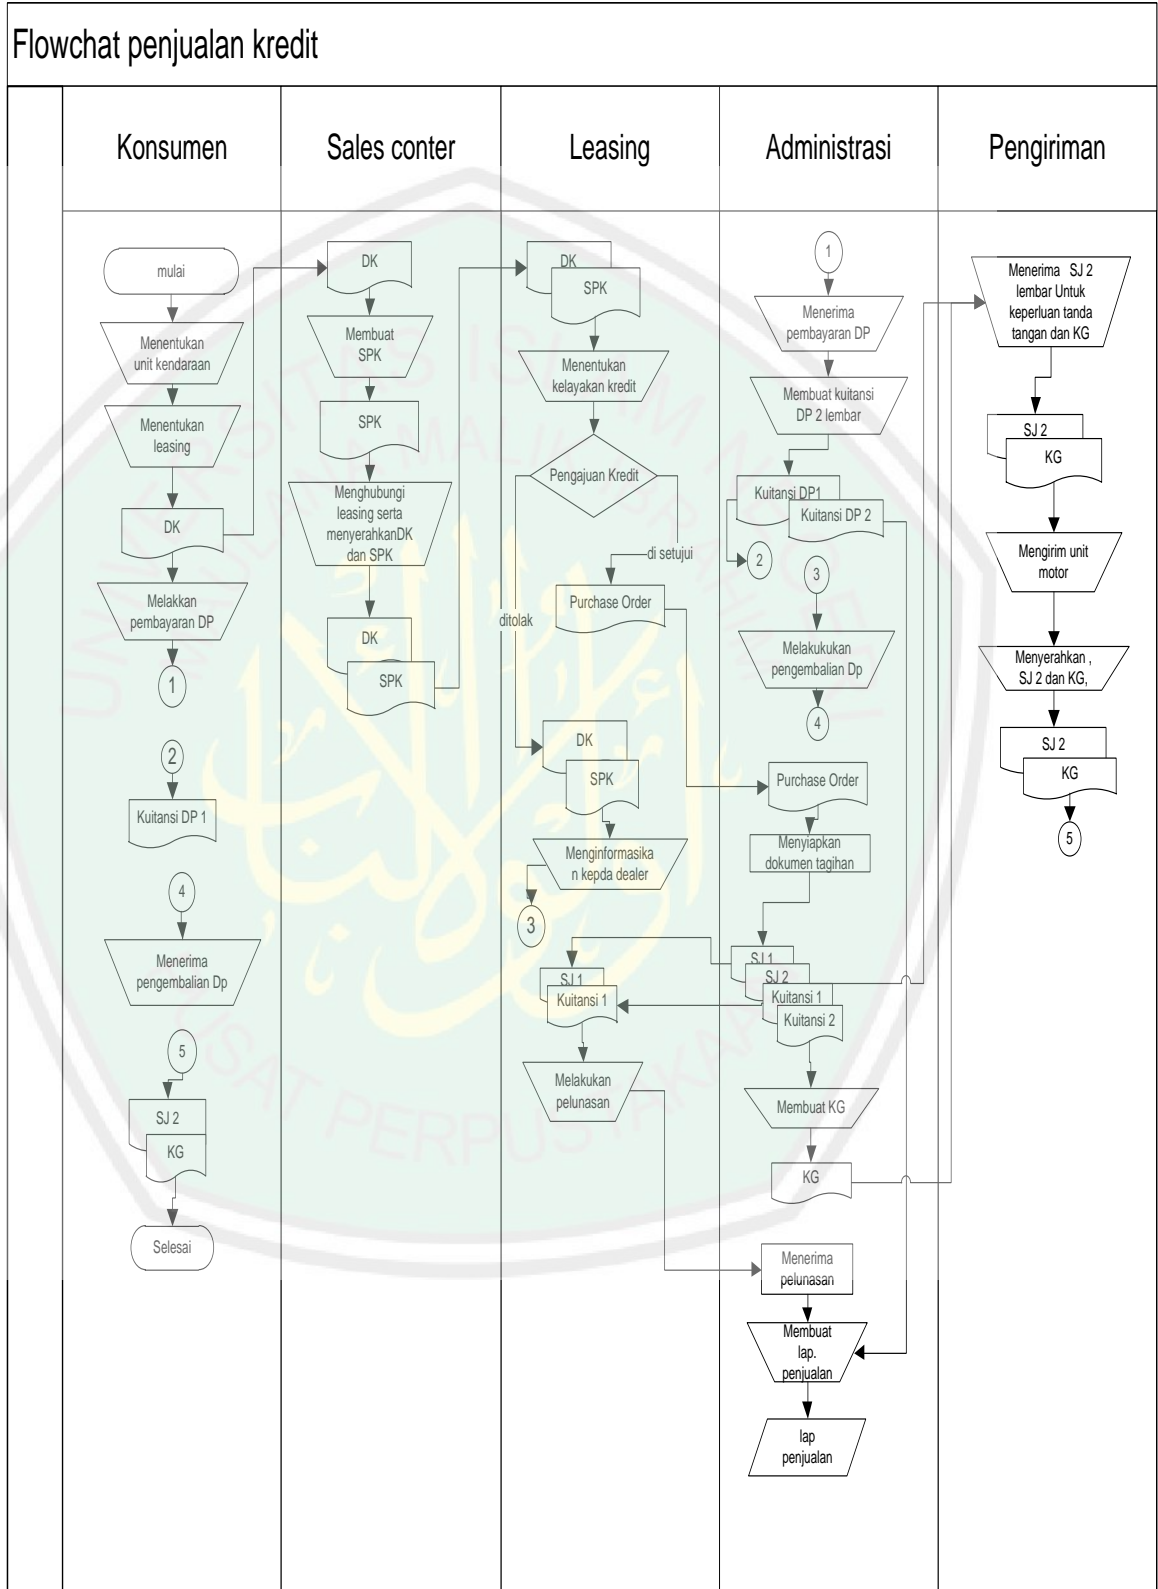 Flowchat penjualan kredit
Konsumen
Sales conter
Leasing
Administrasi
Pengiriman
mulai
Menentukan
unit kendaraan
Menentukan
leasing
DK
Melakkan
pembayaran DP
1
2
Kuitansi DP 1
4
Menerima
pengembalian Dp
5
SJ 2
KG
Selesai
DK
Membuat
SPK
SPK
Menghubungi
leasing serta
menyerahkanDK
dan SPK
DK
SPK
DK
SPK
Menentukan
kelayakan kredit
Pengajuan Kredit
di setujui
ditolak
Purchase Order
DK
SPK
Menginformasika
n kepda dealer
3
SJ 1
Kuitansi 1
Melakukan
pelunasan
1
Menerima
pembayaran DP
Membuat kuitansi
DP 2 lembar
Kuitansi DP1
Kuitansi DP 2
2
3
Melakukukan
pengembalian Dp
4
Purchase Order
Menyiapkan
dokumen tagihan
SJ 1
SJ 2
Kuitansi 1
Kuitansi 2
Membuat KG
KG
Menerima
pelunasan
Membuat
lap.
penjualan
lap
penjualan
Menerima SJ 2
lembar Untuk
keperluan tanda
tangan dan KG
SJ 2
KG
Mengirim unit
motor
Menyerahkan ,
SJ 2 dan KG,
SJ 2
KG
5
PUSAT PERPUSTAKAAN